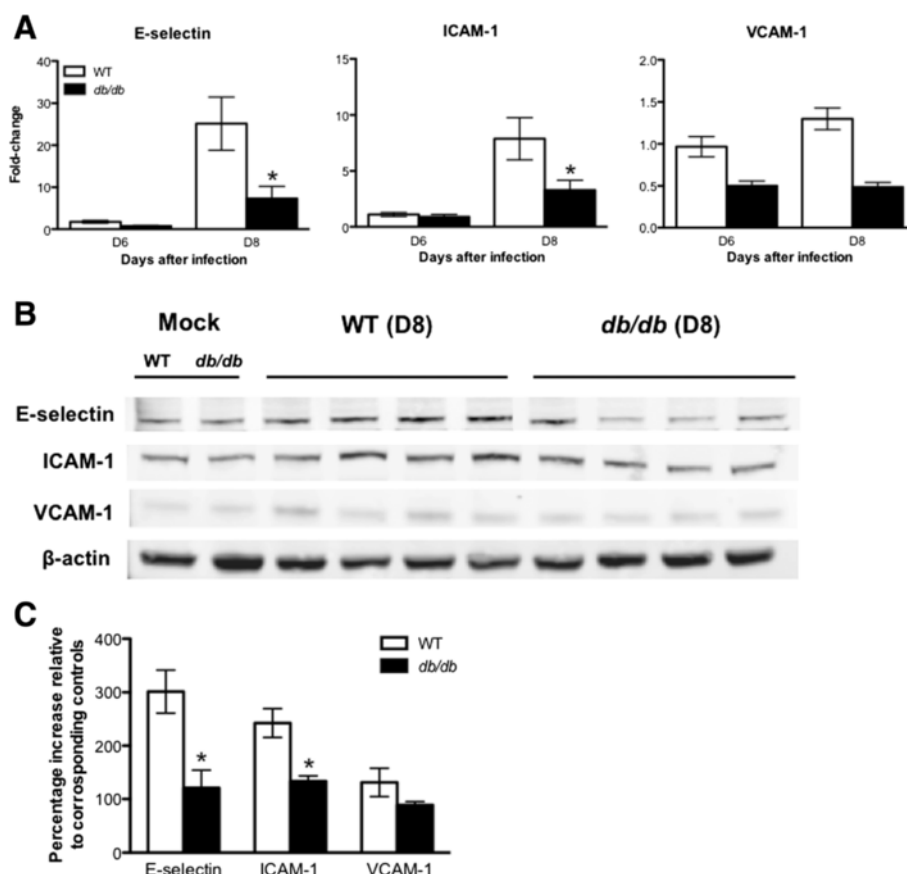 A
E-selectin
ICAM-1
VCAM-1
WT
db/db
Fold-change
40
30
20
10
0
*
D6
D8
Days after infection
15
10
5
0
*
D6
D8
Days after infection
2.0
1.5
1.0
0.5
0.0
D6
D8
Days after infection
B
Mock
WT (D8)
db/db (D8)
WT
db/db
E-selectin
ICAM-1
VCAM-1
β-actin
C
Percentage increase relative
to corrosponding controls
400
300
200
100
0
WT
db/db
*
*
E-selectin
ICAM-1
VCAM-1